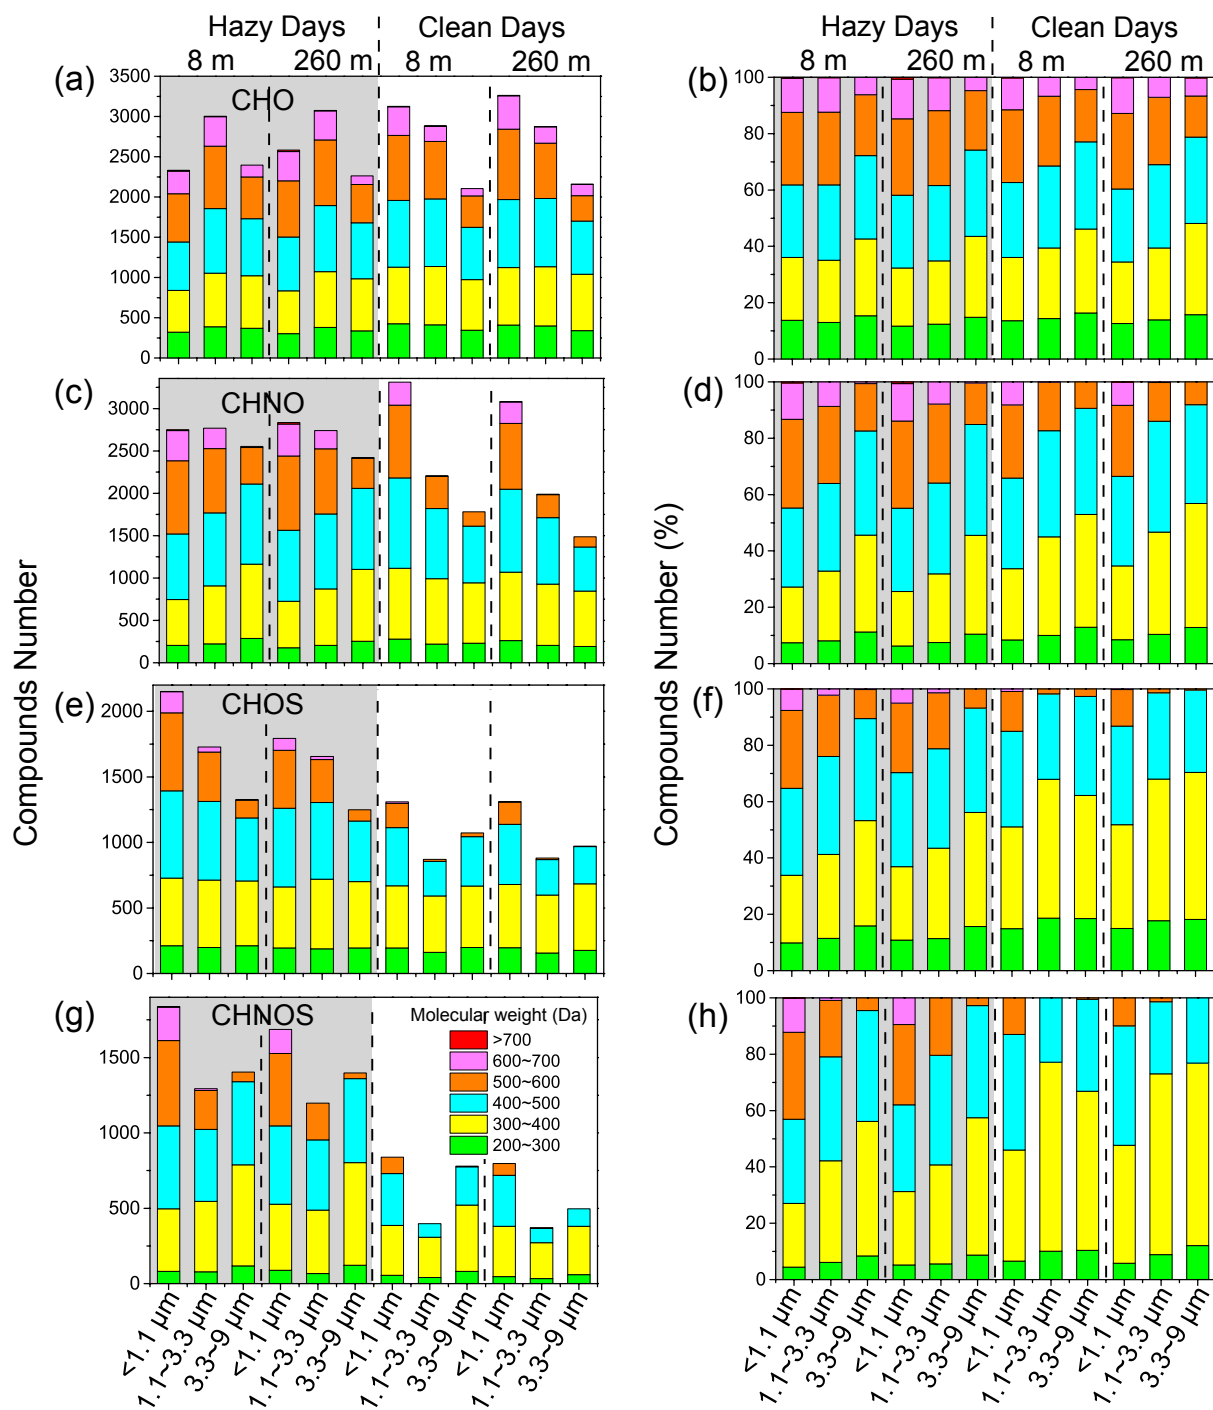 Hazy Days Clean Days
8 m 260 m 8 m 260 m
Hazy Days Clean Days
8 m 260 m 8 m 260 m
Compounds Number
Compounds Number (%)
(a)
CHO
3500
3000
2500
2000
1500
1000
500
0
(b)
100
80
60
40
20
0
(c)
CHNO
3000
2500
2000
1500
1000
500
0
(d)
100
80
60
40
20
0
(e)
CHOS
2000
1500
1000
500
0
(f)
100
80
60
40
20
0
(g)
CHNOS
1500
1000
500
0
Molecular weight (Da)
>700
600~700
500~600
400~500
300~400
200~300
(h)
100
80
60
40
20
0
<1.1 μm
1.1~3.3 μm
3.3~9 μm
<1.1 μm
1.1~3.3 μm
3.3~9 μm
<1.1 μm
1.1~3.3 μm
3.3~9 μm
<1.1 μm
1.1~3.3 μm
3.3~9 μm
<1.1 μm
1.1~3.3 μm
3.3~9 μm
<1.1 μm
1.1~3.3 μm
3.3~9 μm
<1.1 μm
1.1~3.3 μm
3.3~9 μm
<1.1 μm
1.1~3.3 μm
3.3~9 μm